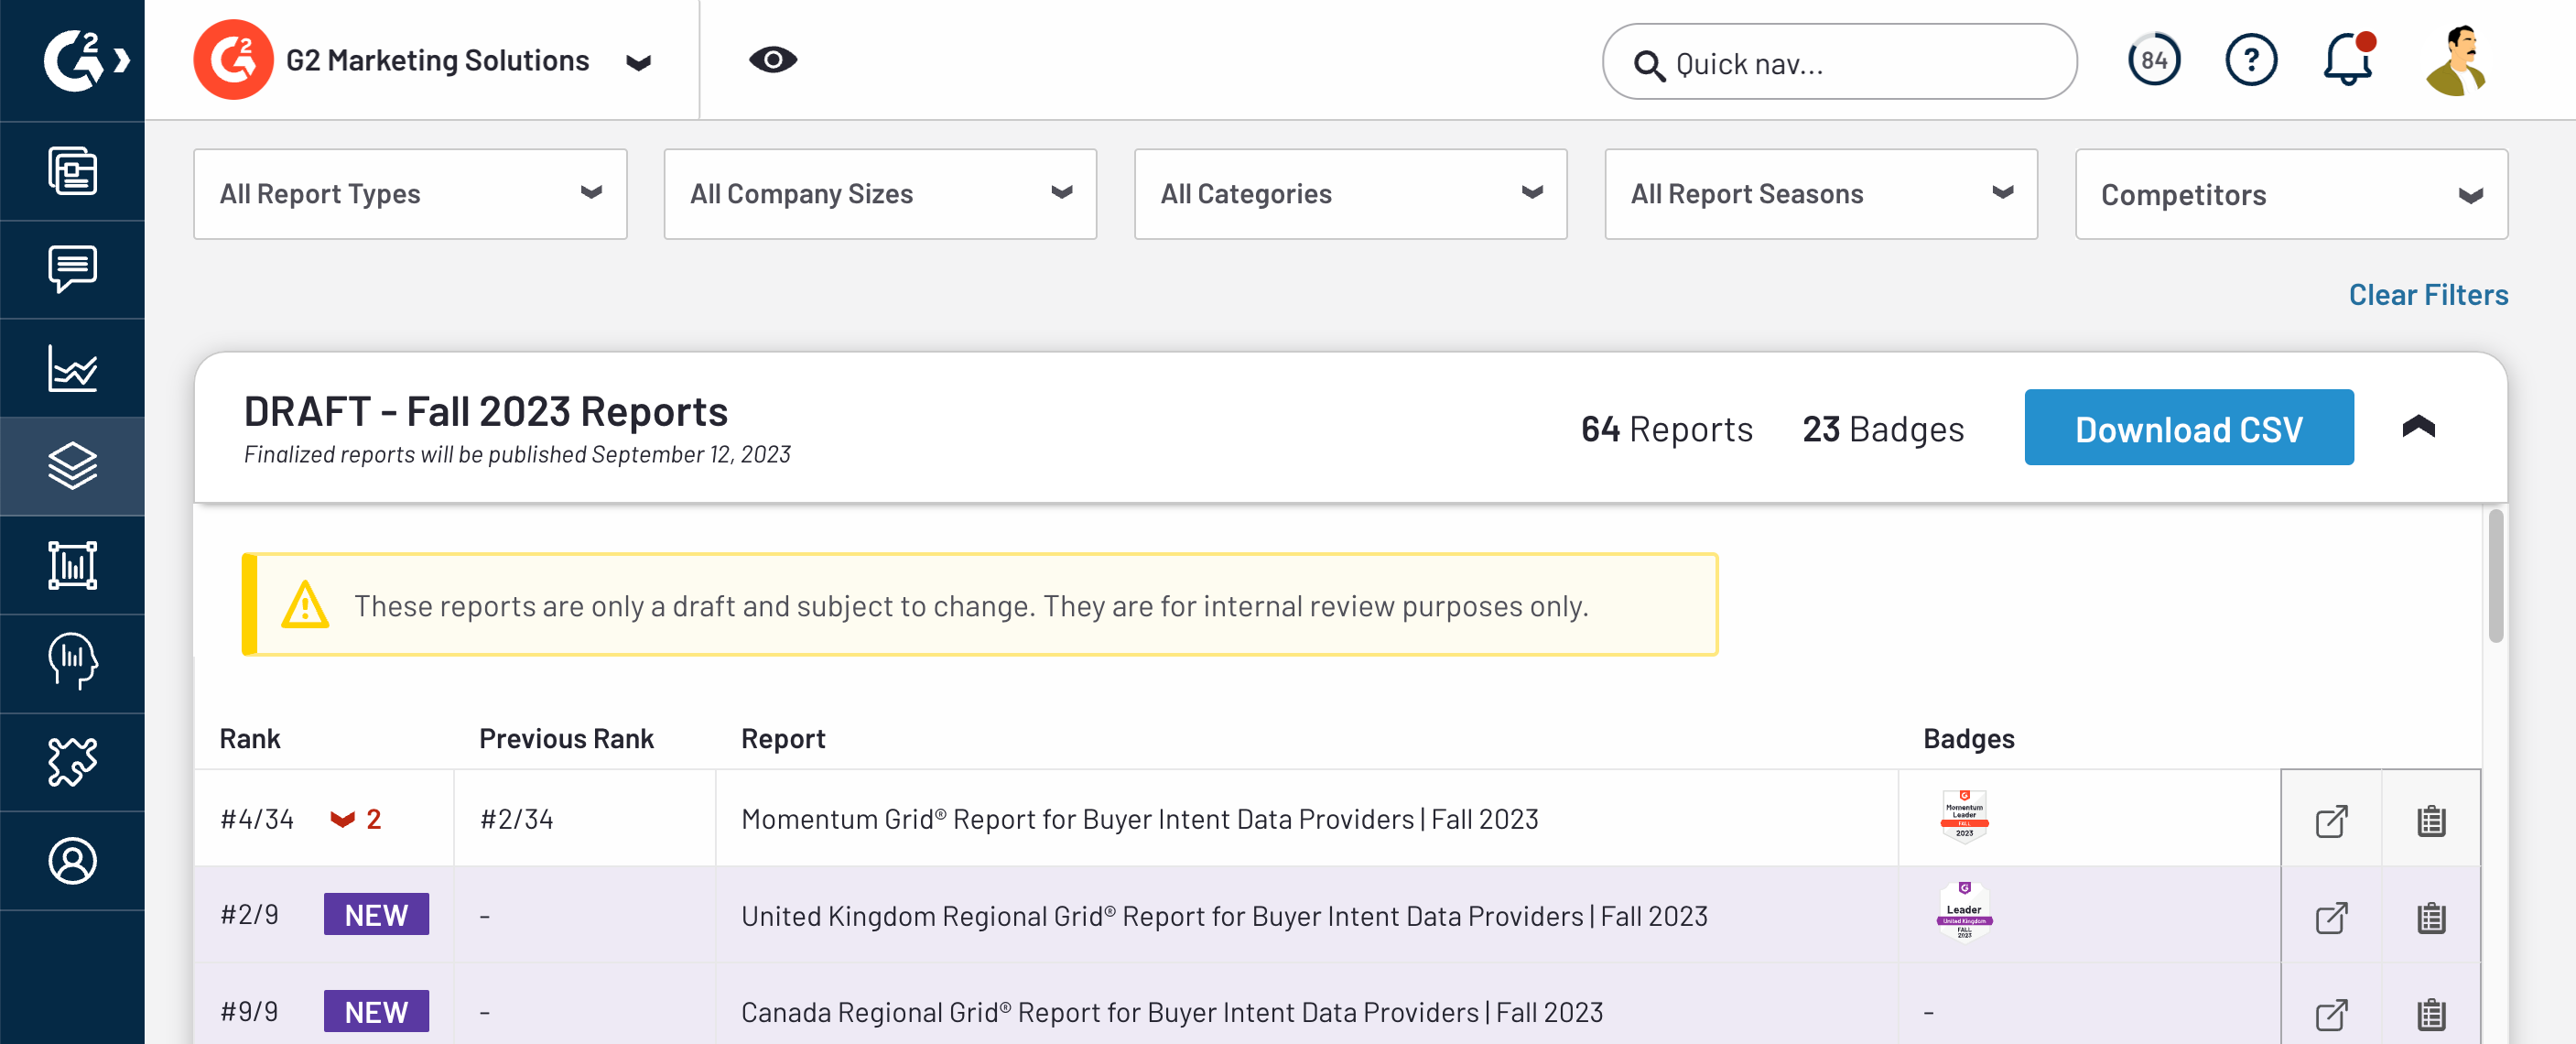 G2
G2
G2 Marketing Solutions
Quick nav...
84
?
All Report Types
All Company Sizes
All Categories
All Report Seasons
Competitors
Clear Filters
DRAFT - Fall 2023 Reports
Finalized reports will be published September 12, 2023
64 Reports
23 Badges
Download CSV
These reports are only a draft and subject to change. They are for internal review purposes only.
Rank
Previous Rank
Report
Badges
#4/34
2
#2/34
Momentum Grid® Report for Buyer Intent Data Providers | Fall 2023
Momentum
Leader
FALL
2023
#2/9
NEW
-
United Kingdom Regional Grid® Report for Buyer Intent Data Providers | Fall 2023
Leader
United Kingdom
FALL
2023
#9/9
NEW
-
Canada Regional Grid® Report for Buyer Intent Data Providers | Fall 2023
-